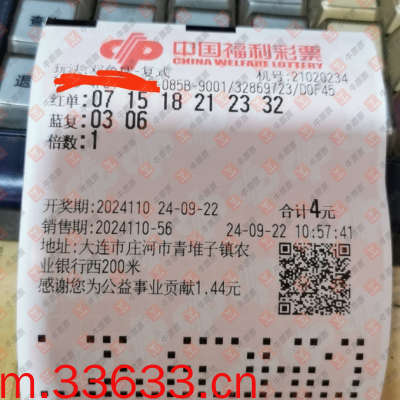 中国福利彩票
CHINA WELFARE LOTTERY
-复式 机号:21020234
085B-9001/32869723/D0F45
红单:07 15 18 21 23 32
蓝复:03 06
倍数:1
开奖期:2024110 24-09-22 合计4元
销售期:2024110-56 24-09-22 10:57:41
地址:大连市庄河市青堆子镇农
业银行西200米
感谢您为公益事业贡献1.44元
m.33633.cn